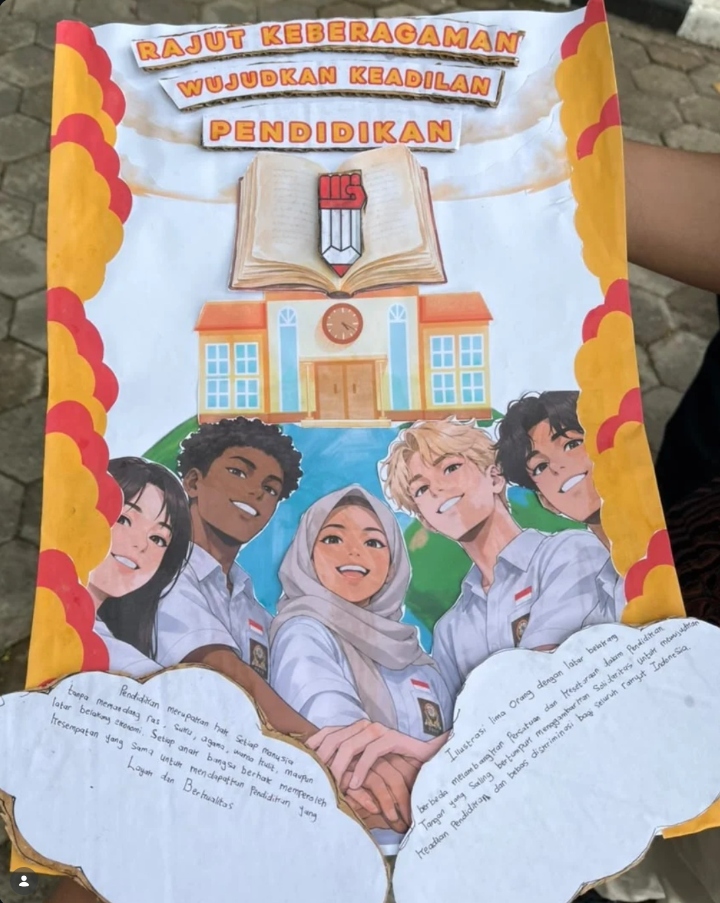 RAJUT KEBERAGAMAN
WUJUDKAN KEADILAN
PENDIDIKAN
Pendidikan merupakan hak setiap manusia
tanpa memandang ras, suku, agama, warna kulit, maupun
latar belakang ekonomi. Setiap anak bangsa berhak memperoleh
kesempatan yang sama untuk mendapatkan Pendidikan yang
Layak dan Berkualitas
Illustrasi lima Orang dengan latar belakang
berbeda melambangkan Persatuan dan kesetaraan dalam Pendidikan
Tangan yang Saling bertumpuk menggambarkan Solidaritas untuk mewujudkan
keadilan Pendidikan dan bebas diskriminasi bagi seluruh rakyat Indonesia.